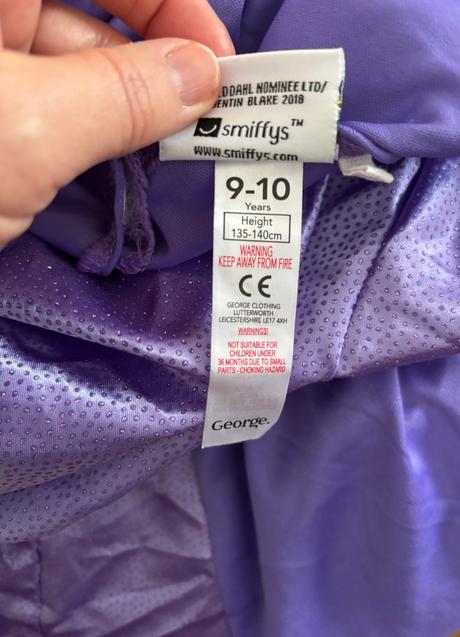 DAHL NOMINEE LTD/
ENTIN BLAKE 2018
smiffys™
www.smiffys.com
9-10
Years
Height
135-140cm
WARNING
KEEP AWAY FROM FIRE
CE
GEORGE CLOTHING
LUTTERWORTH
LEICESTERSHIRE LE17 4XH
WARNINGS!
NOT SUITABLE FOR
CHILDREN UNDER
36 MONTHS DUE TO SMALL
PARTS - CHOKING HAZARD
George.